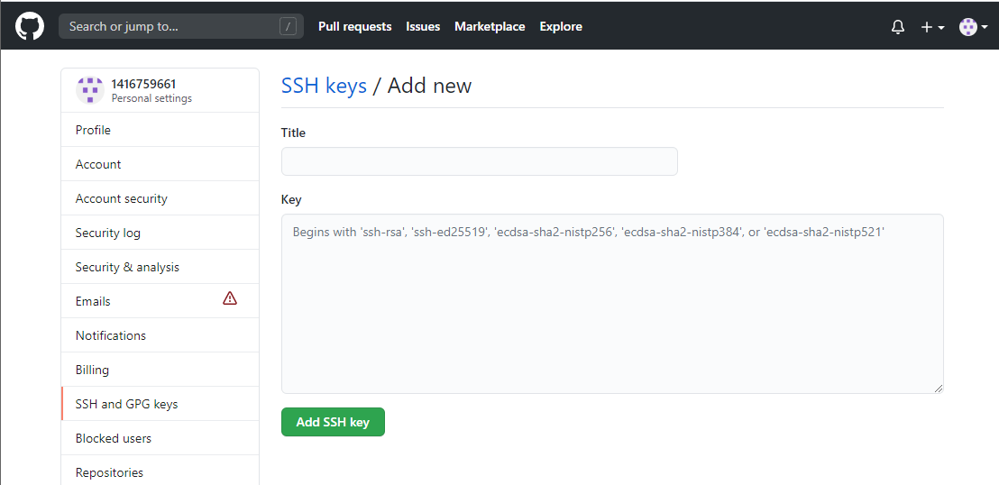 Search or jump to... /
Pull requests
Issues
Marketplace
Explore
1416759661
Personal settings
Profile
Account
Account security
Security log
Security & analysis
Emails
Notifications
Billing
SSH and GPG keys
Blocked users
Repositories
SSH keys / Add new
Title
Key
Begins with 'ssh-rsa', 'ssh-ed25519', 'ecdsa-sha2-nistp256', 'ecdsa-sha2-nistp384', or 'ecdsa-sha2-nistp521'
Add SSH key